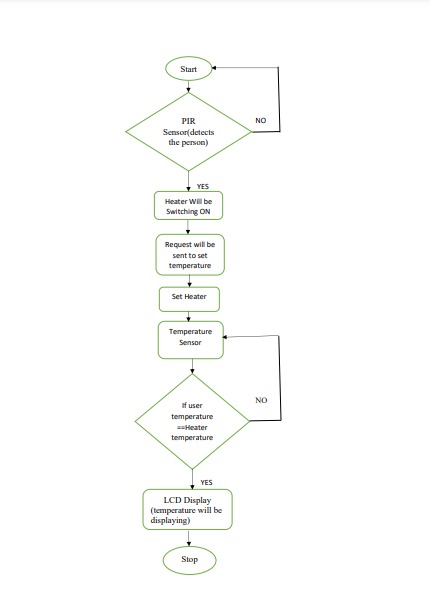 Start
PIR
Sensor(detects
the person)
NO
YES
Heater Will be
Switching ON
Request will be
sent to set
temperature
Set Heater
Temperature
Sensor
If user
temperature
==Heater
temperature
NO
YES
LCD Display
(temperature will be
displaying)
Stop